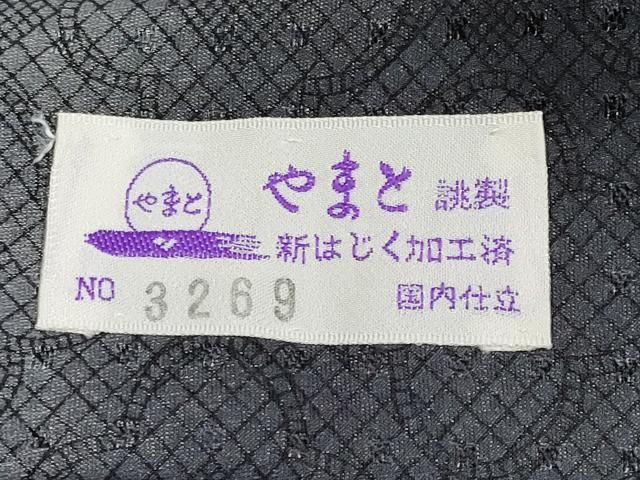 やまと
やまと 謹製
新はじく加工済
NO 3269
国内仕立